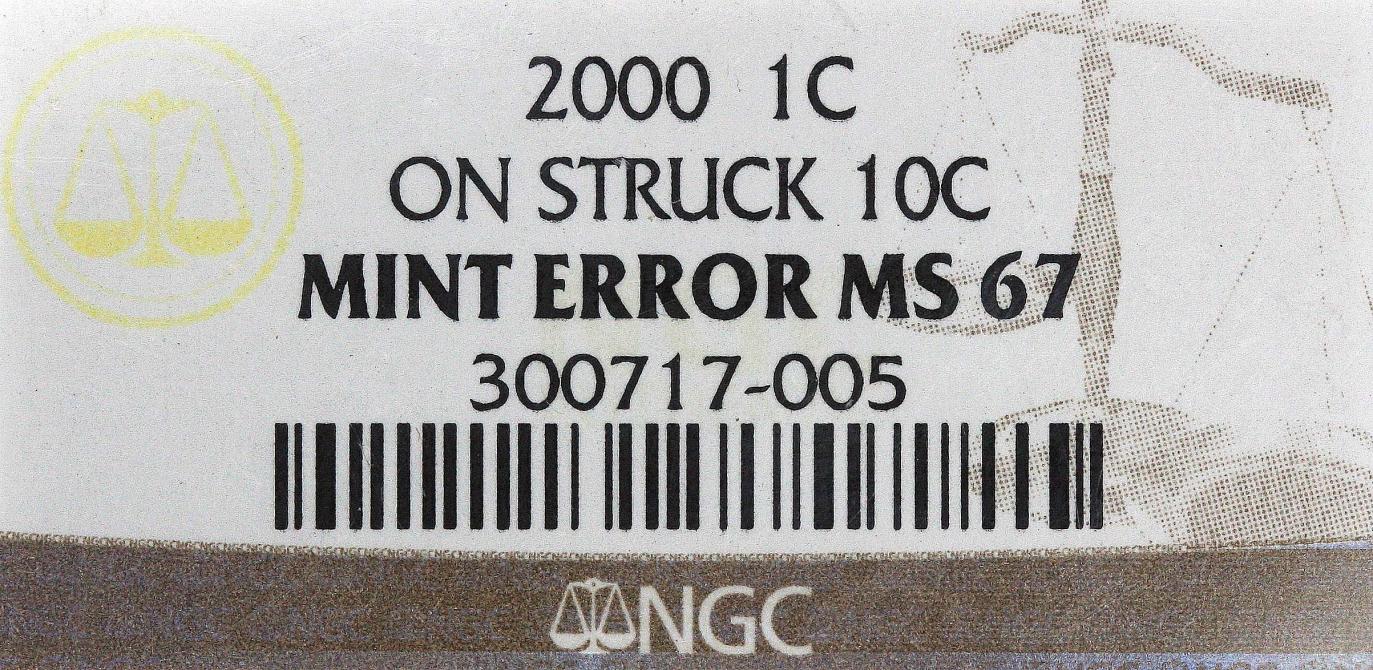 2000 1C
ON STRUCK 10C
MINT ERROR MS 67
300717-005
NGC